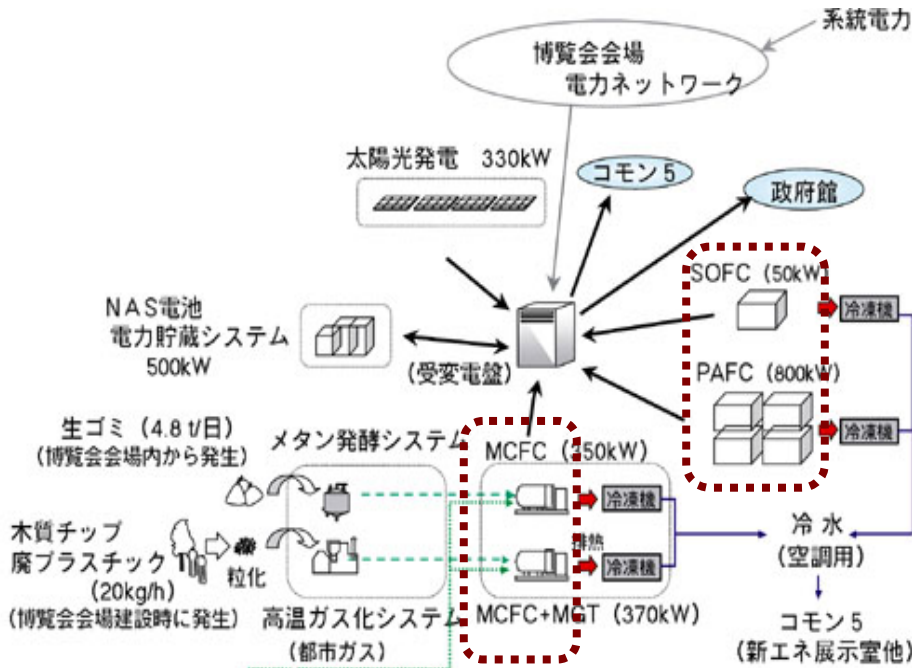 系統電力
博覧会会場
電力ネットワーク
太陽光発電 330kW
コモン5
政府館
SOFC (50kW)
冷凍機
NAS電池
電力貯蔵システム
500kW
(受変電盤)
PAFC (800kW)
冷凍機
生ゴミ (4.8 t/日)
(博覧会会場内から発生)
メタン発酵システム
MCFC (350kW)
冷凍機
木質チップ
廃プラスチック
(20kg/h)
(博覧会会場建設時に発生)
粒化
排熱
冷凍機
冷水
(空調用)
高温ガス化システム
MCFC+MGT (370kW)
(都市ガス)
コモン5
(新エネ展示室他)